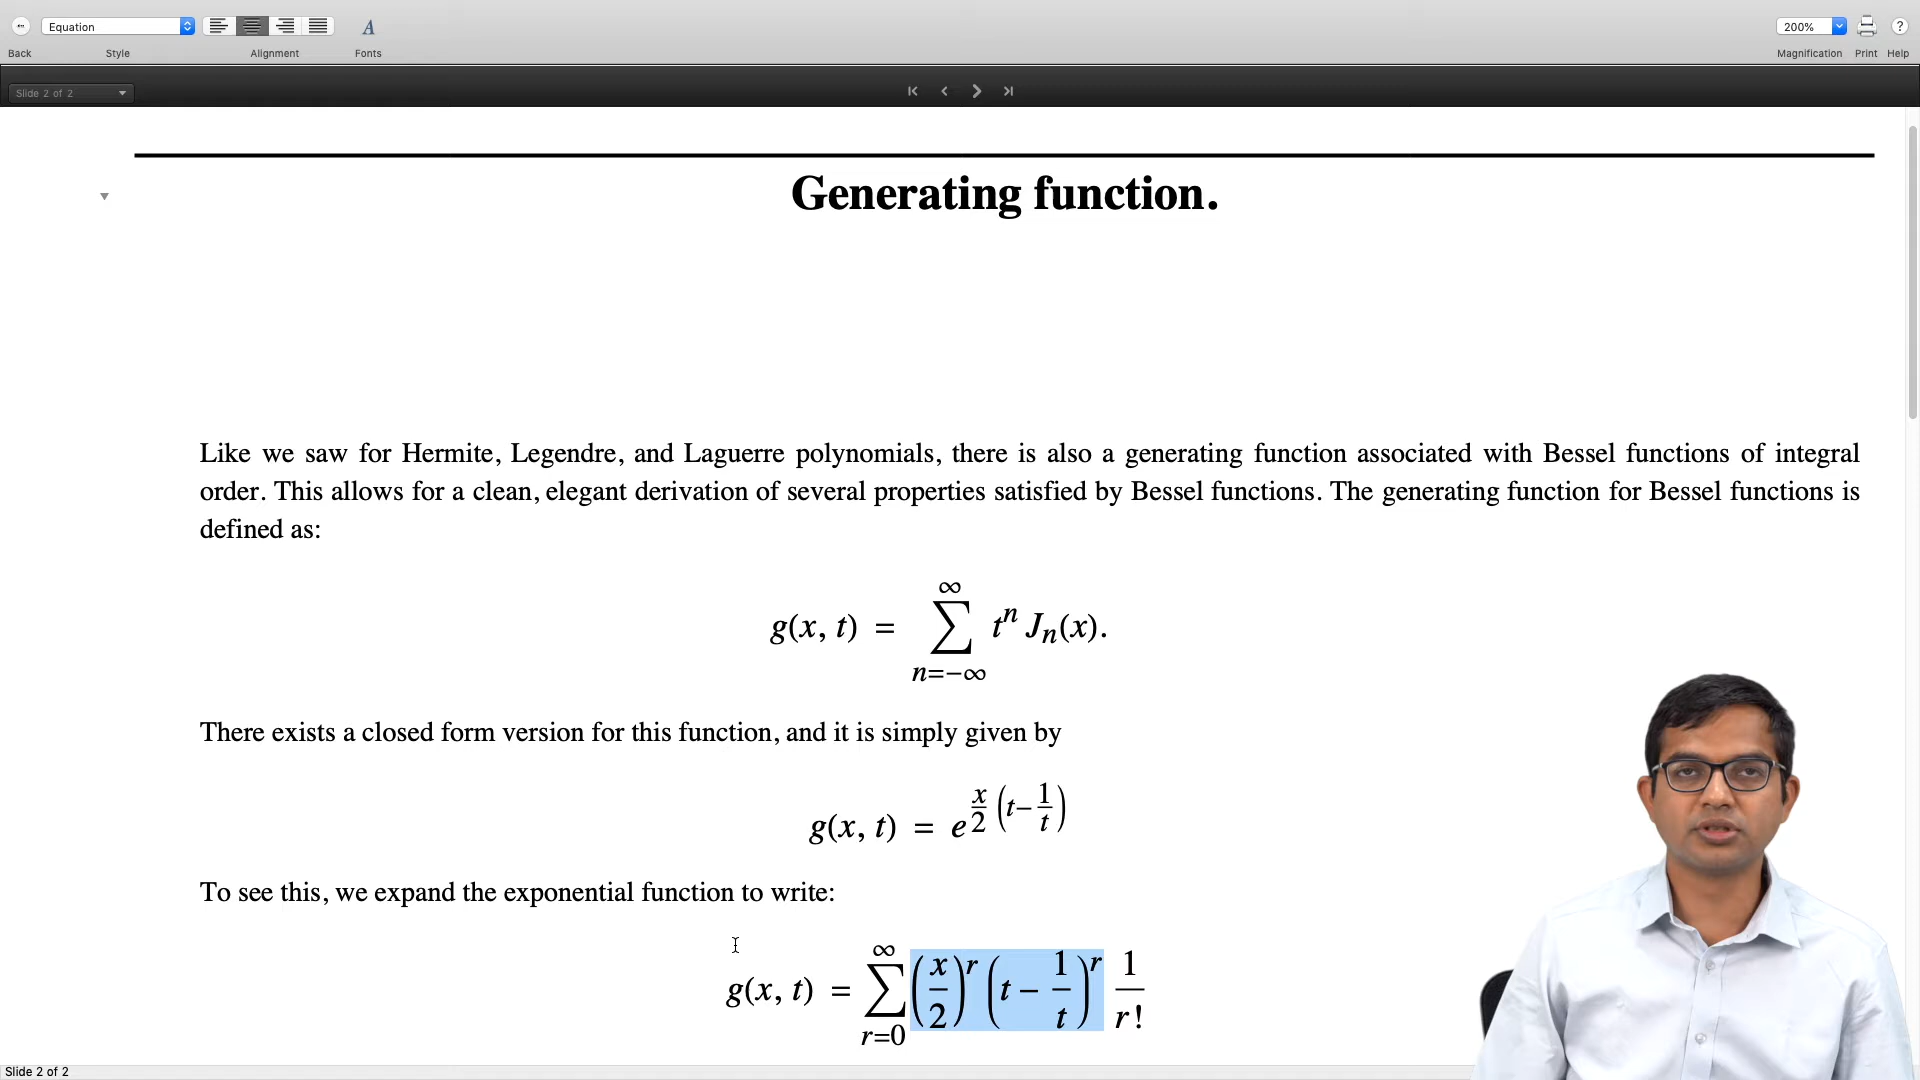 Equation
200%
Back Style Alignment Fonts Magnification Print Help
Slide 2 of 2
Generating function.
Like we saw for Hermite, Legendre, and Laguerre polynomials, there is also a generating function associated with Bessel functions of integral
order. This allows for a clean, elegant derivation of several properties satisfied by Bessel functions. The generating function for Bessel functions is
defined as:
g(x, t) = ∑_{n=−∞}^{∞} t^n J_n(x).
There exists a closed form version for this function, and it is simply given by
g(x, t) = e^{x/2 (t−1/t)}
To see this, we expand the exponential function to write:
g(x, t) = ∑_{r=0}^{∞} (x/2)^r (t − 1/t)^r 1/r!
Slide 2 of 2